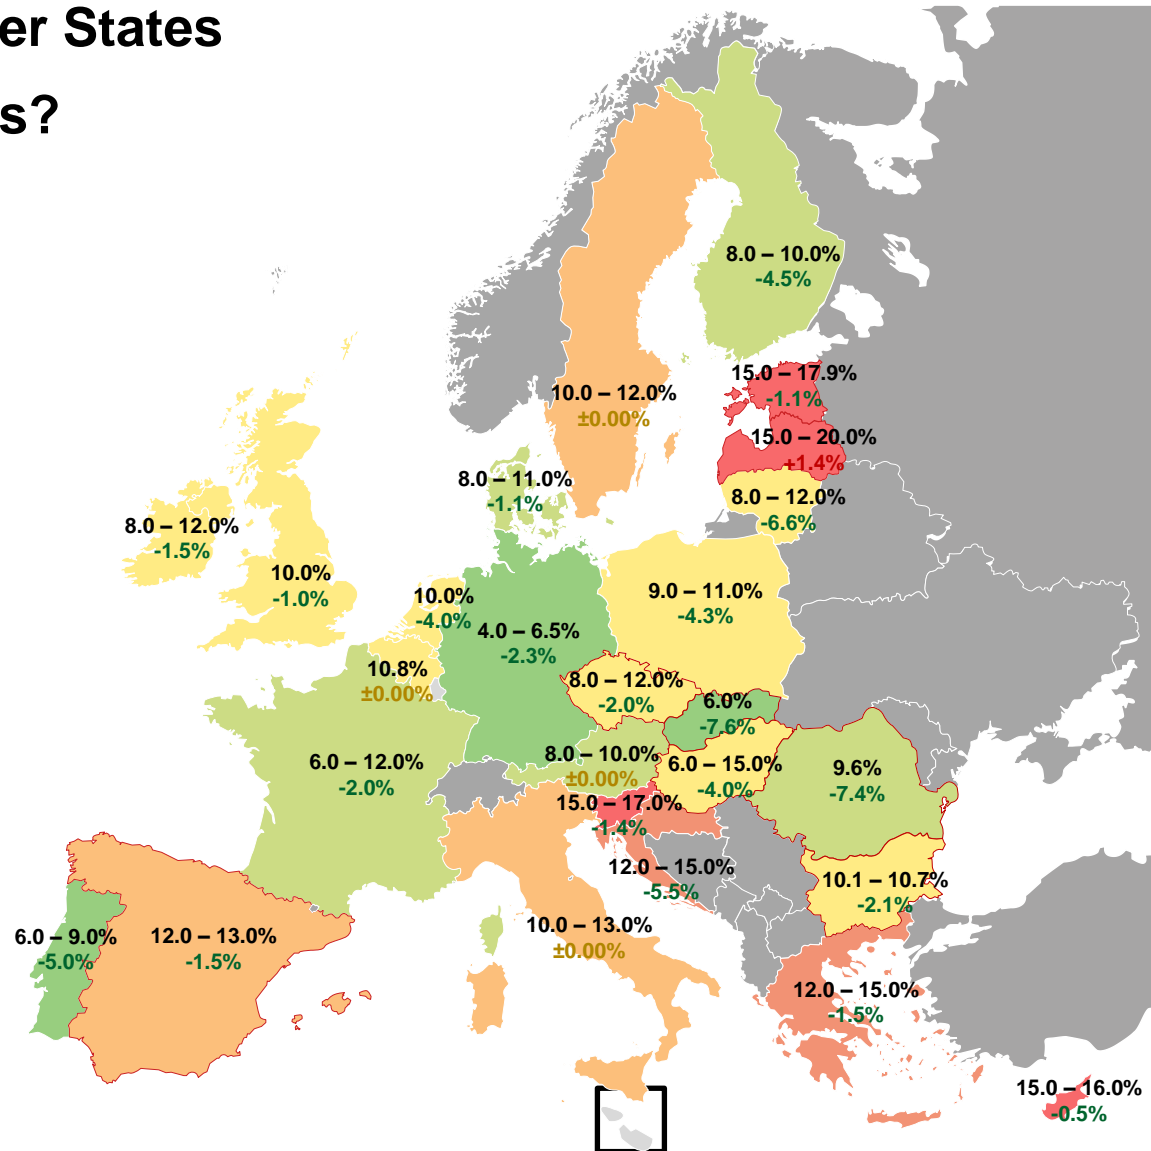 er States
s?
8.0 – 10.0%
-4.5%
15.0 – 17.9%
-1.1%
10.0 – 12.0%
±0.00%
15.0 – 20.0%
+1.4%
8.0 – 11.0%
-1.1%
8.0 – 12.0%
-6.6%
8.0 – 12.0%
-1.5%
10.0%
-1.0%
10.0%
-4.0%
9.0 – 11.0%
-4.3%
4.0 – 6.5%
-2.3%
10.8%
±0.00%
8.0 – 12.0%
-2.0%
6.0%
-7.6%
8.0 – 10.0%
±0.00%
6.0 – 15.0%
-4.0%
6.0 – 12.0%
-2.0%
9.6%
-7.4%
15.0 – 17.0%
-1.4%
12.0 – 15.0%
-5.5%
10.1 – 10.7%
-2.1%
10.0 – 13.0%
±0.00%
6.0 – 9.0%
-5.0%
12.0 – 13.0%
-1.5%
12.0 – 15.0%
-1.5%
15.0 – 16.0%
-0.5%